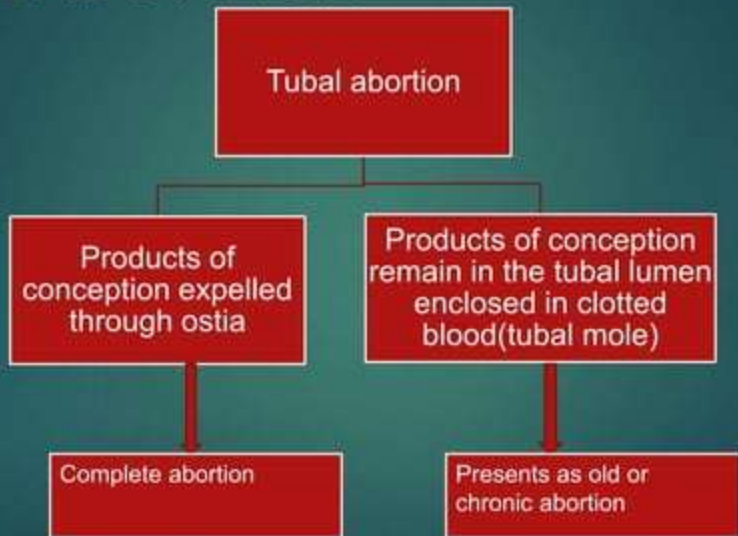 Tubal abortion
Products of
conception expelled
through ostia
Products of conception
remain in the tubal lumen
enclosed in clotted
blood(tubal mole)
Complete abortion
Presents as old or
chronic abortion